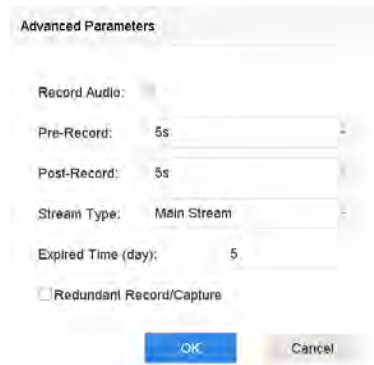 Advanced Parameters
Record Audio:
Pre-Record: 5s
Post-Record: 5s
Stream Type: Main Stream
Expired Time (day): 5
Redundant Record/Capture
OK Cancel